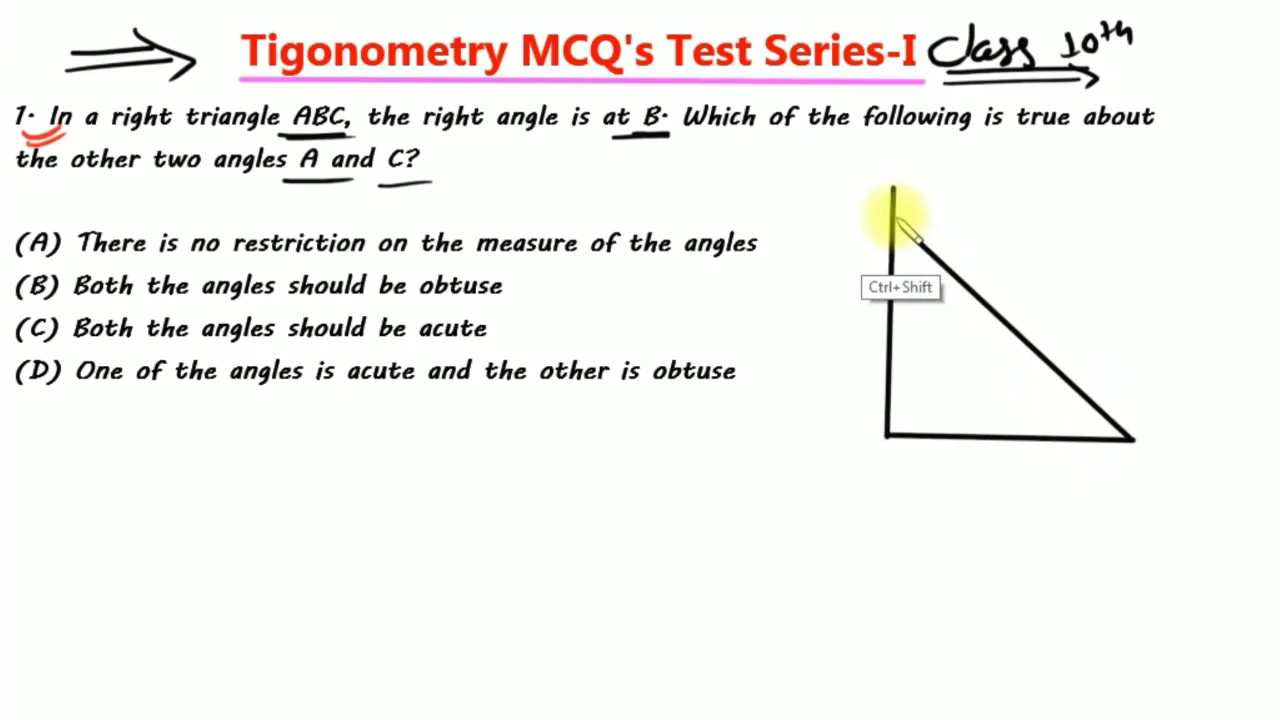 Tigonometry MCQ's Test Series-I Class 10th
1. In a right triangle ABC, the right angle is at B. Which of the following is true about
the other two angles A and C?
(A) There is no restriction on the measure of the angles
(B) Both the angles should be obtuse
(C) Both the angles should be acute
(D) One of the angles is acute and the other is obtuse
Ctrl+Shift